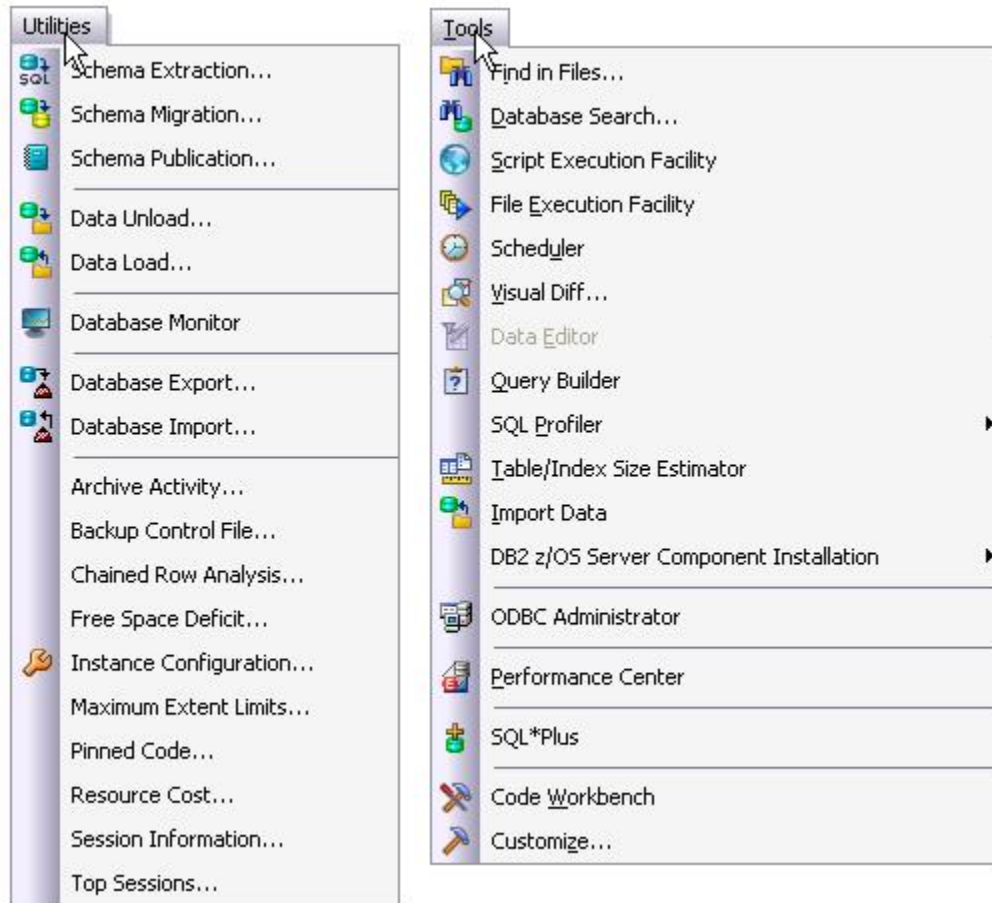 Utilities
Schema Extraction...
Schema Migration...
Schema Publication...
Data Unload...
Data Load...
Database Monitor
Database Export...
Database Import...
Archive Activity...
Backup Control File...
Chained Row Analysis...
Free Space Deficit...
Instance Configuration...
Maximum Extent Limits...
Pinned Code...
Resource Cost...
Session Information...
Top Sessions...
Tools
Find in Files...
Database Search...
Script Execution Facility
File Execution Facility
Scheduler
Visual Diff...
Data Editor
Query Builder
SQL Profiler
Table/Index Size Estimator
Import Data
DB2 z/OS Server Component Installation
ODBC Administrator
Performance Center
SQL*Plus
Code Workbench
Customize...
SQL